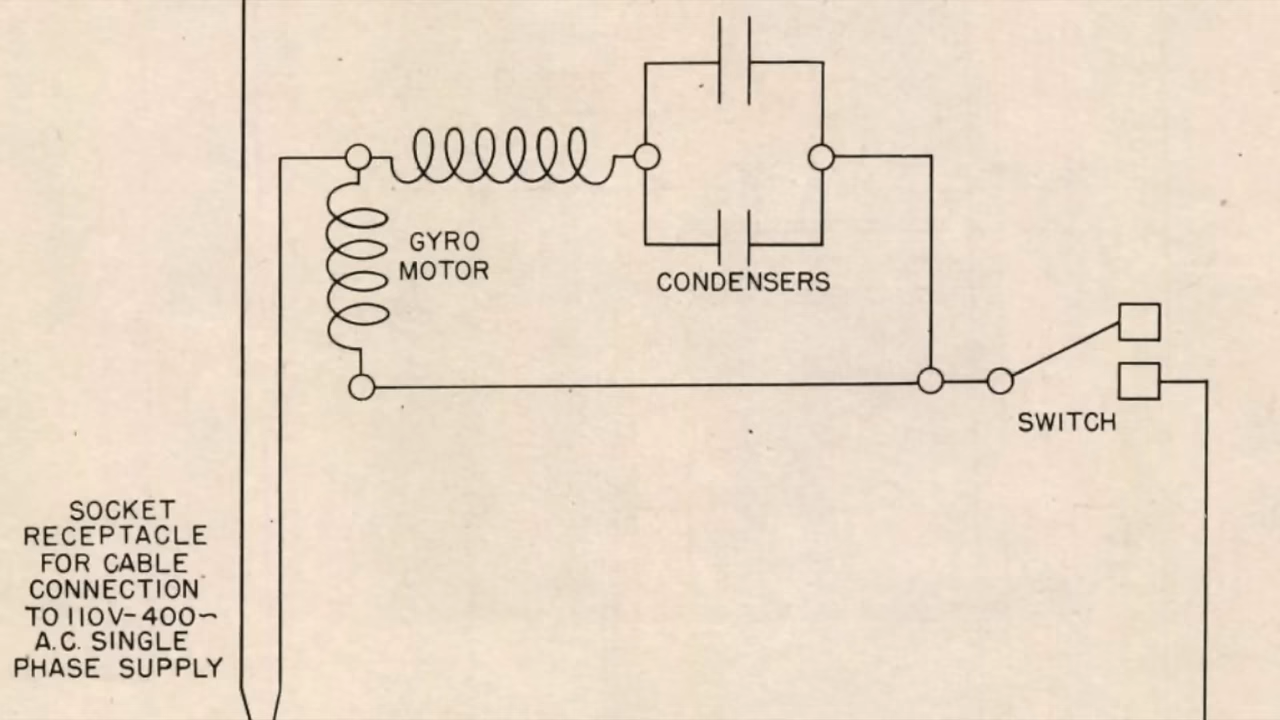 GYRO
MOTOR
CONDENSERS
SWITCH
SOCKET
RECEPTACLE
FOR CABLE
CONNECTION
TO 110V-400~
A.C. SINGLE
PHASE SUPPLY